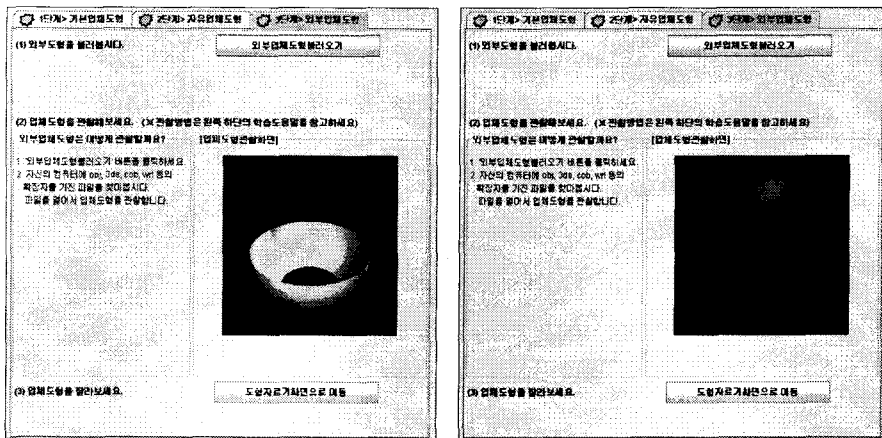 1단계> 기본입체도형
2단계> 자유입체도형
3단계> 외부입체도형
(1) 외부도형을 불러봅시다.
외부입체도형불러오기
(2) 입체도형을 관찰해보세요. (※ 관찰방법은 왼쪽 하단의 학습도움말을 참고하세요)
외부입체도형은 어떻게 관찰할까요?
[입체도형관찰화면]
1 '외부입체도형불러오기' 버튼을 클릭하세요
2 자신의 컴퓨터에 obj, 3ds, cob, wrl 등의
확장자를 가진 파일을 찾아봅시다.
파일을 열어서 입체도형을 관찰합니다.
(3) 입체도형을 잘라보세요.
도형자르기화면으로 이동
1단계> 기본입체도형
2단계> 자유입체도형
3단계> 외부입체도형
(1) 외부도형을 불러봅시다.
외부입체도형불러오기
(2) 입체도형을 관찰해보세요. (※ 관찰방법은 왼쪽 하단의 학습도움말을 참고하세요)
외부입체도형은 어떻게 관찰할까요?
[입체도형관찰화면]
1 '외부입체도형불러오기' 버튼을 클릭하세요
2 자신의 컴퓨터에 obj, 3ds, cob, wrl 등의
확장자를 가진 파일을 찾아봅시다.
파일을 열어서 입체도형을 관찰합니다.
(3) 입체도형을 잘라보세요.
도형자르기화면으로 이동